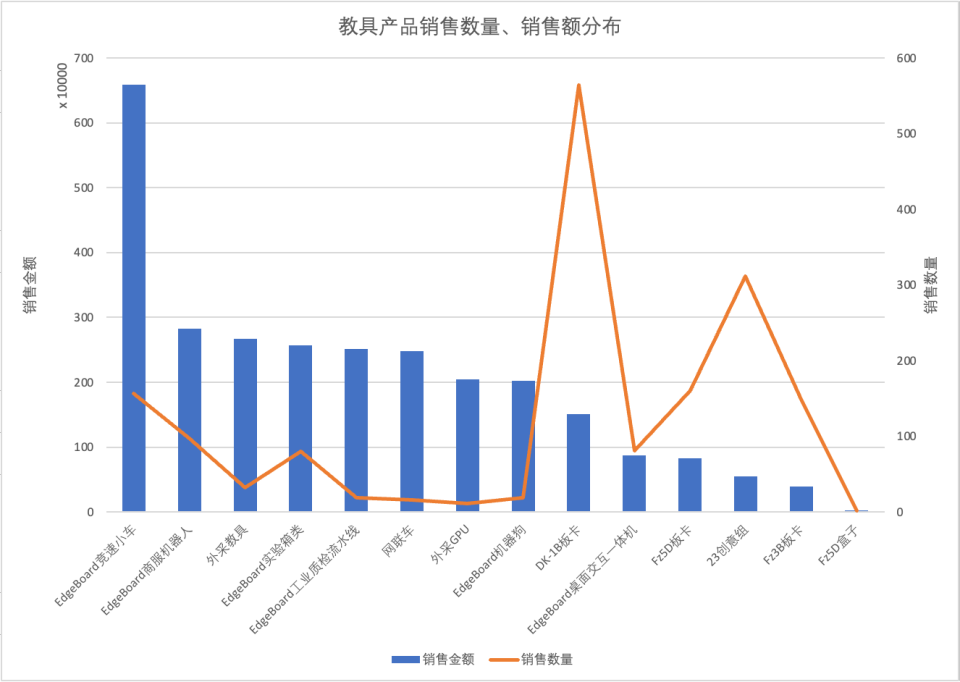 教具产品销售数量、销售额分布
x 10000
700
600
500
400
300
200
100
0
销售金额
600
500
400
300
200
100
0
销售数量
EdgeBoard竞速小车
EdgeBoard商服机器人
外采教具
EdgeBoard实验箱类
EdgeBoard工业质检流水线
网联车
外采GPU
EdgeBoard机器狗
DK-1B板卡
EdgeBoard桌面交互一体机
Fz5D板卡
23创意组
Fz3B板卡
Fz5D盒子
销售金额 销售数量